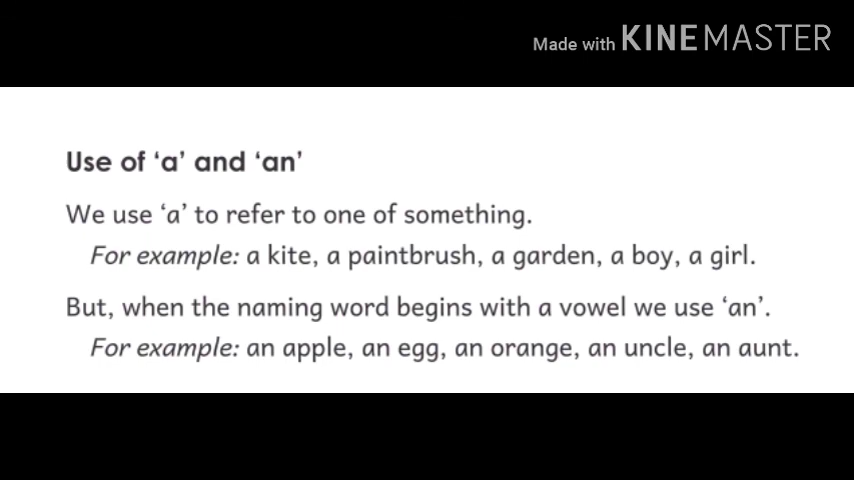 Made with KINEMASTER
Use of ‘a’ and ‘an’
We use ‘a’ to refer to one of something.
For example: a kite, a paintbrush, a garden, a boy, a girl.
But, when the naming word begins with a vowel we use ‘an’.
For example: an apple, an egg, an orange, an uncle, an aunt.